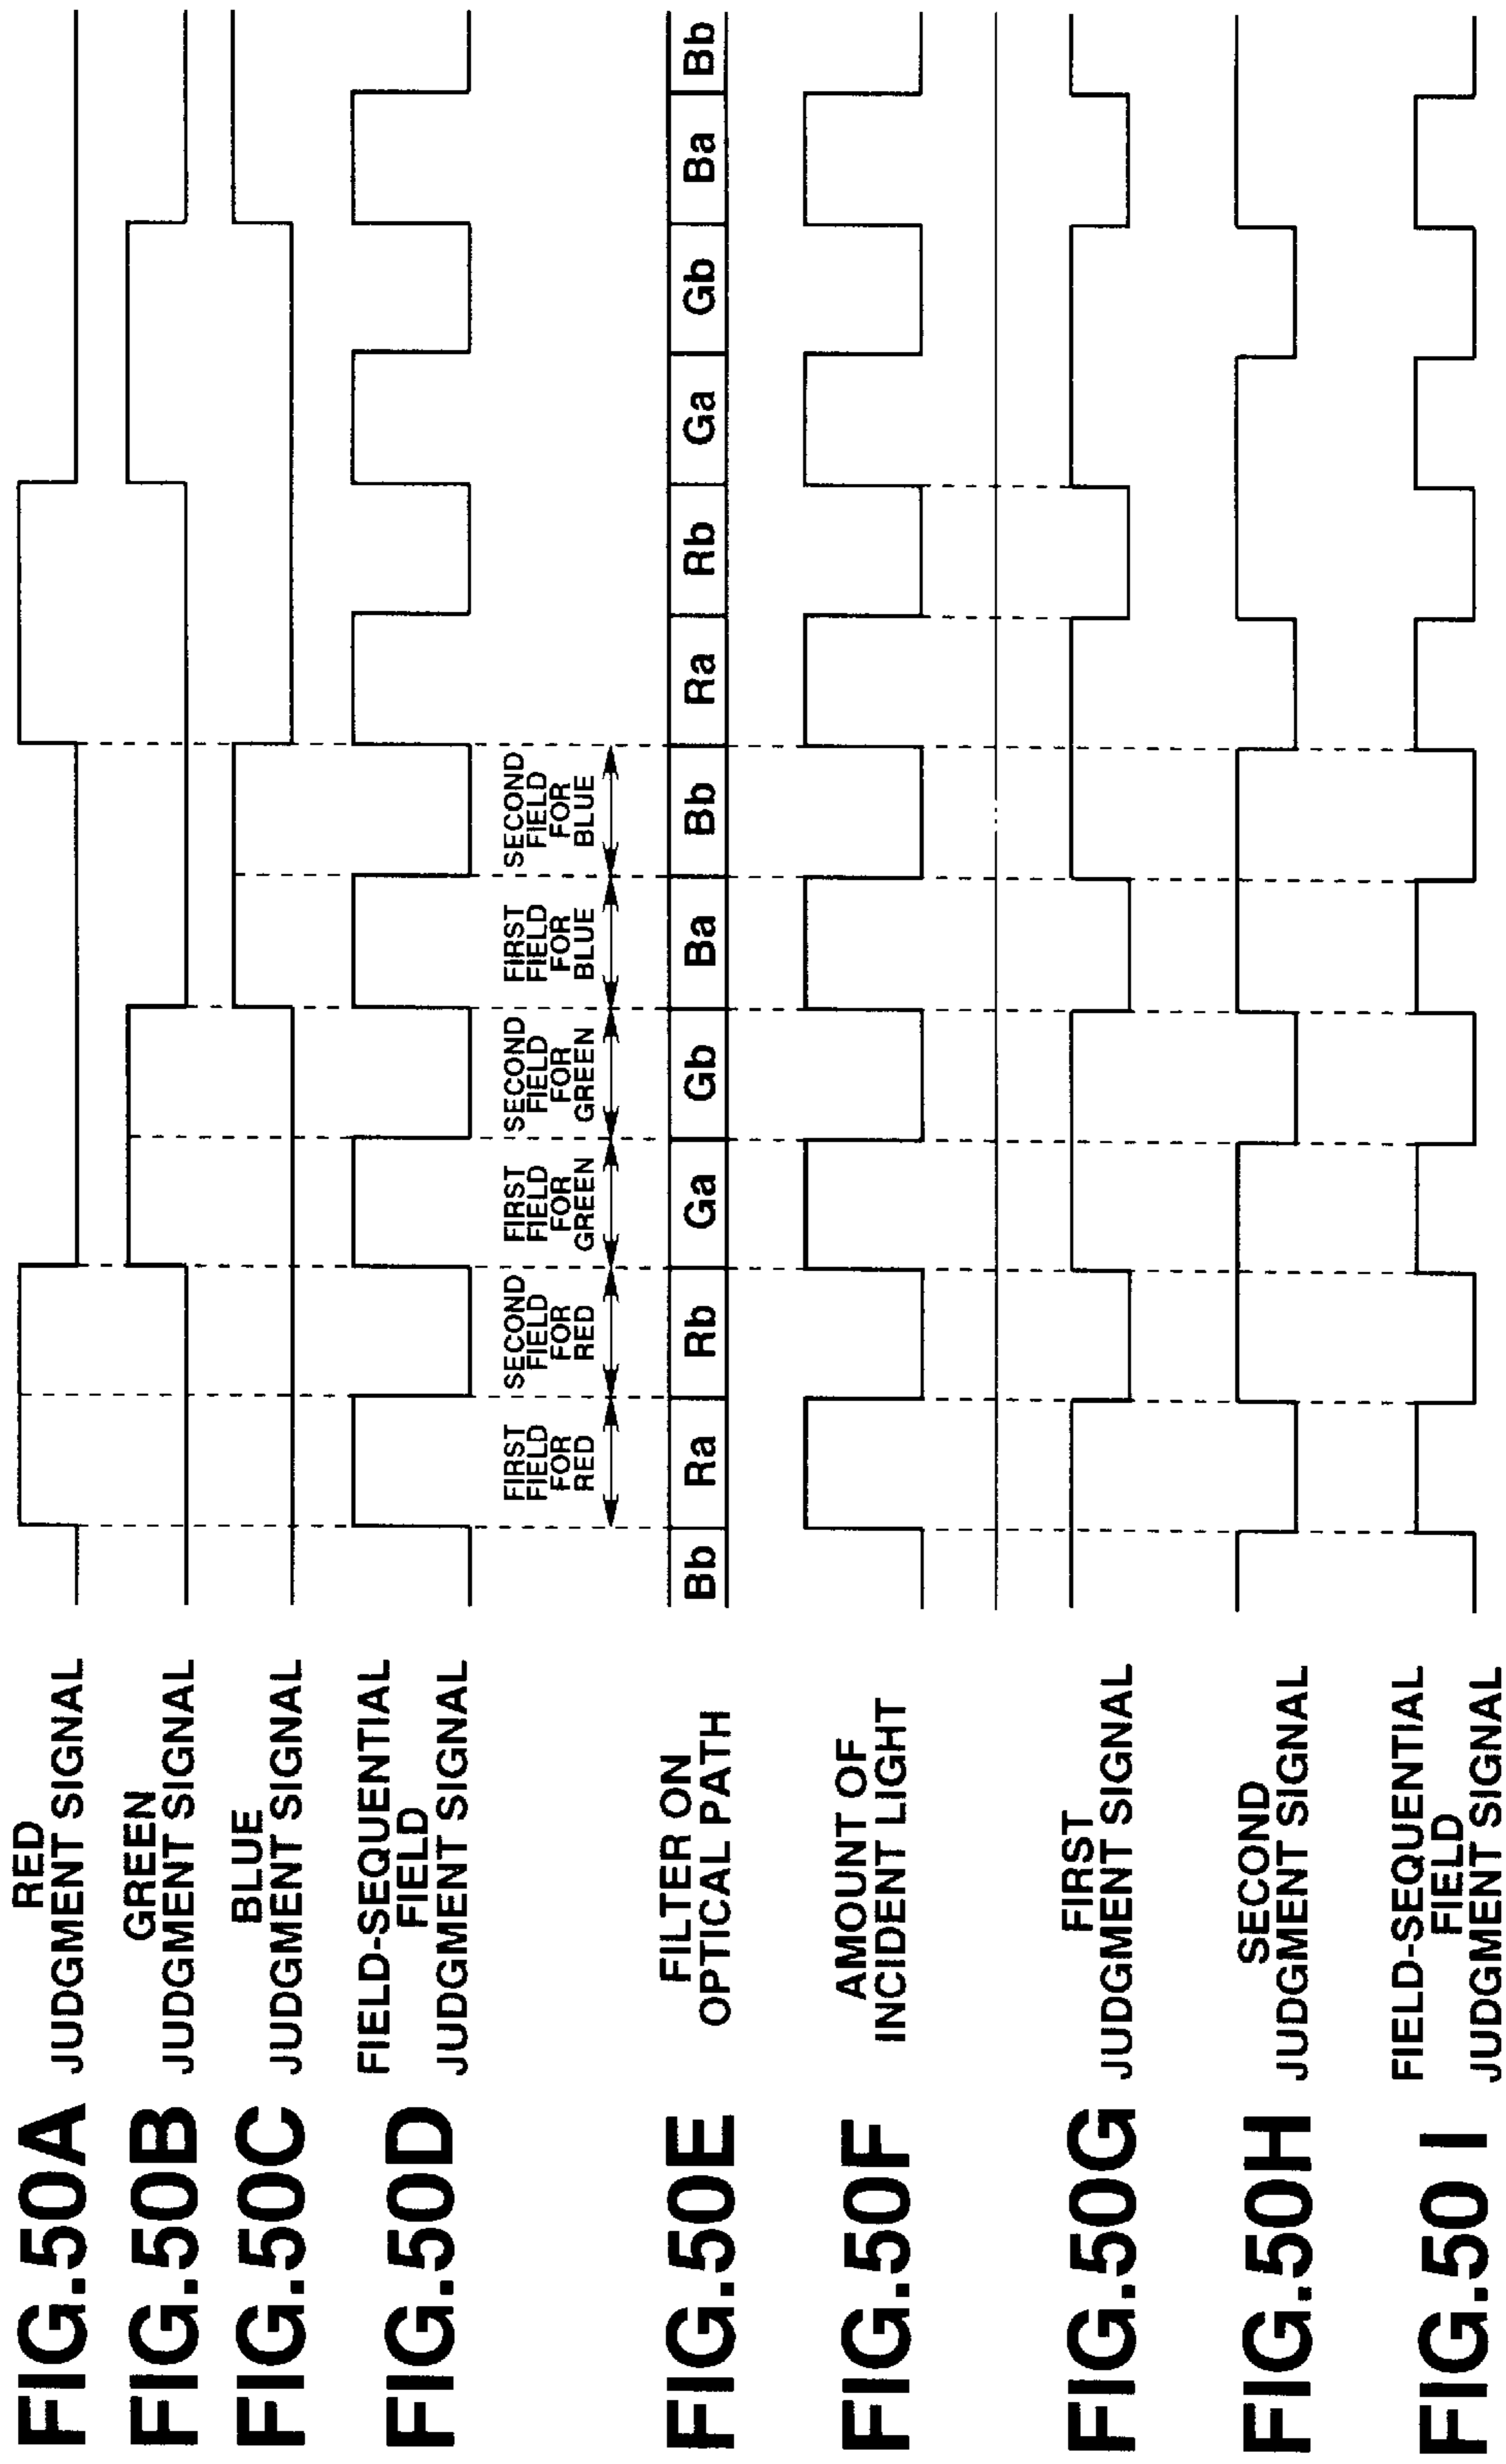 FIG.50A
RED
JUDGMENT SIGNAL
FIG.50B
GREEN
JUDGMENT SIGNAL
FIG.50C
BLUE
JUDGMENT SIGNAL
FIG.50D
FIELD-SEQUENTIAL
FIELD
JUDGMENT SIGNAL
FIRST
FIELD
FOR
RED
SECOND
FIELD
FOR
RED
FIRST
FIELD
FOR
GREEN
SECOND
FIELD
FOR
GREEN
FIRST
FIELD
FOR
BLUE
SECOND
FIELD
FOR
BLUE
FIG.50E
FILTER ON
OPTICAL PATH
Bb Ra Rb Ga Gb Ba Bb Ra Rb Ga Gb Ba Bb
FIG.50F
AMOUNT OF
INCIDENT LIGHT
FIG.50G
FIRST
JUDGMENT SIGNAL
FIG.50H
SECOND
JUDGMENT SIGNAL
FIG.50 I
FIELD-SEQUENTIAL
FIELD
JUDGMENT SIGNAL